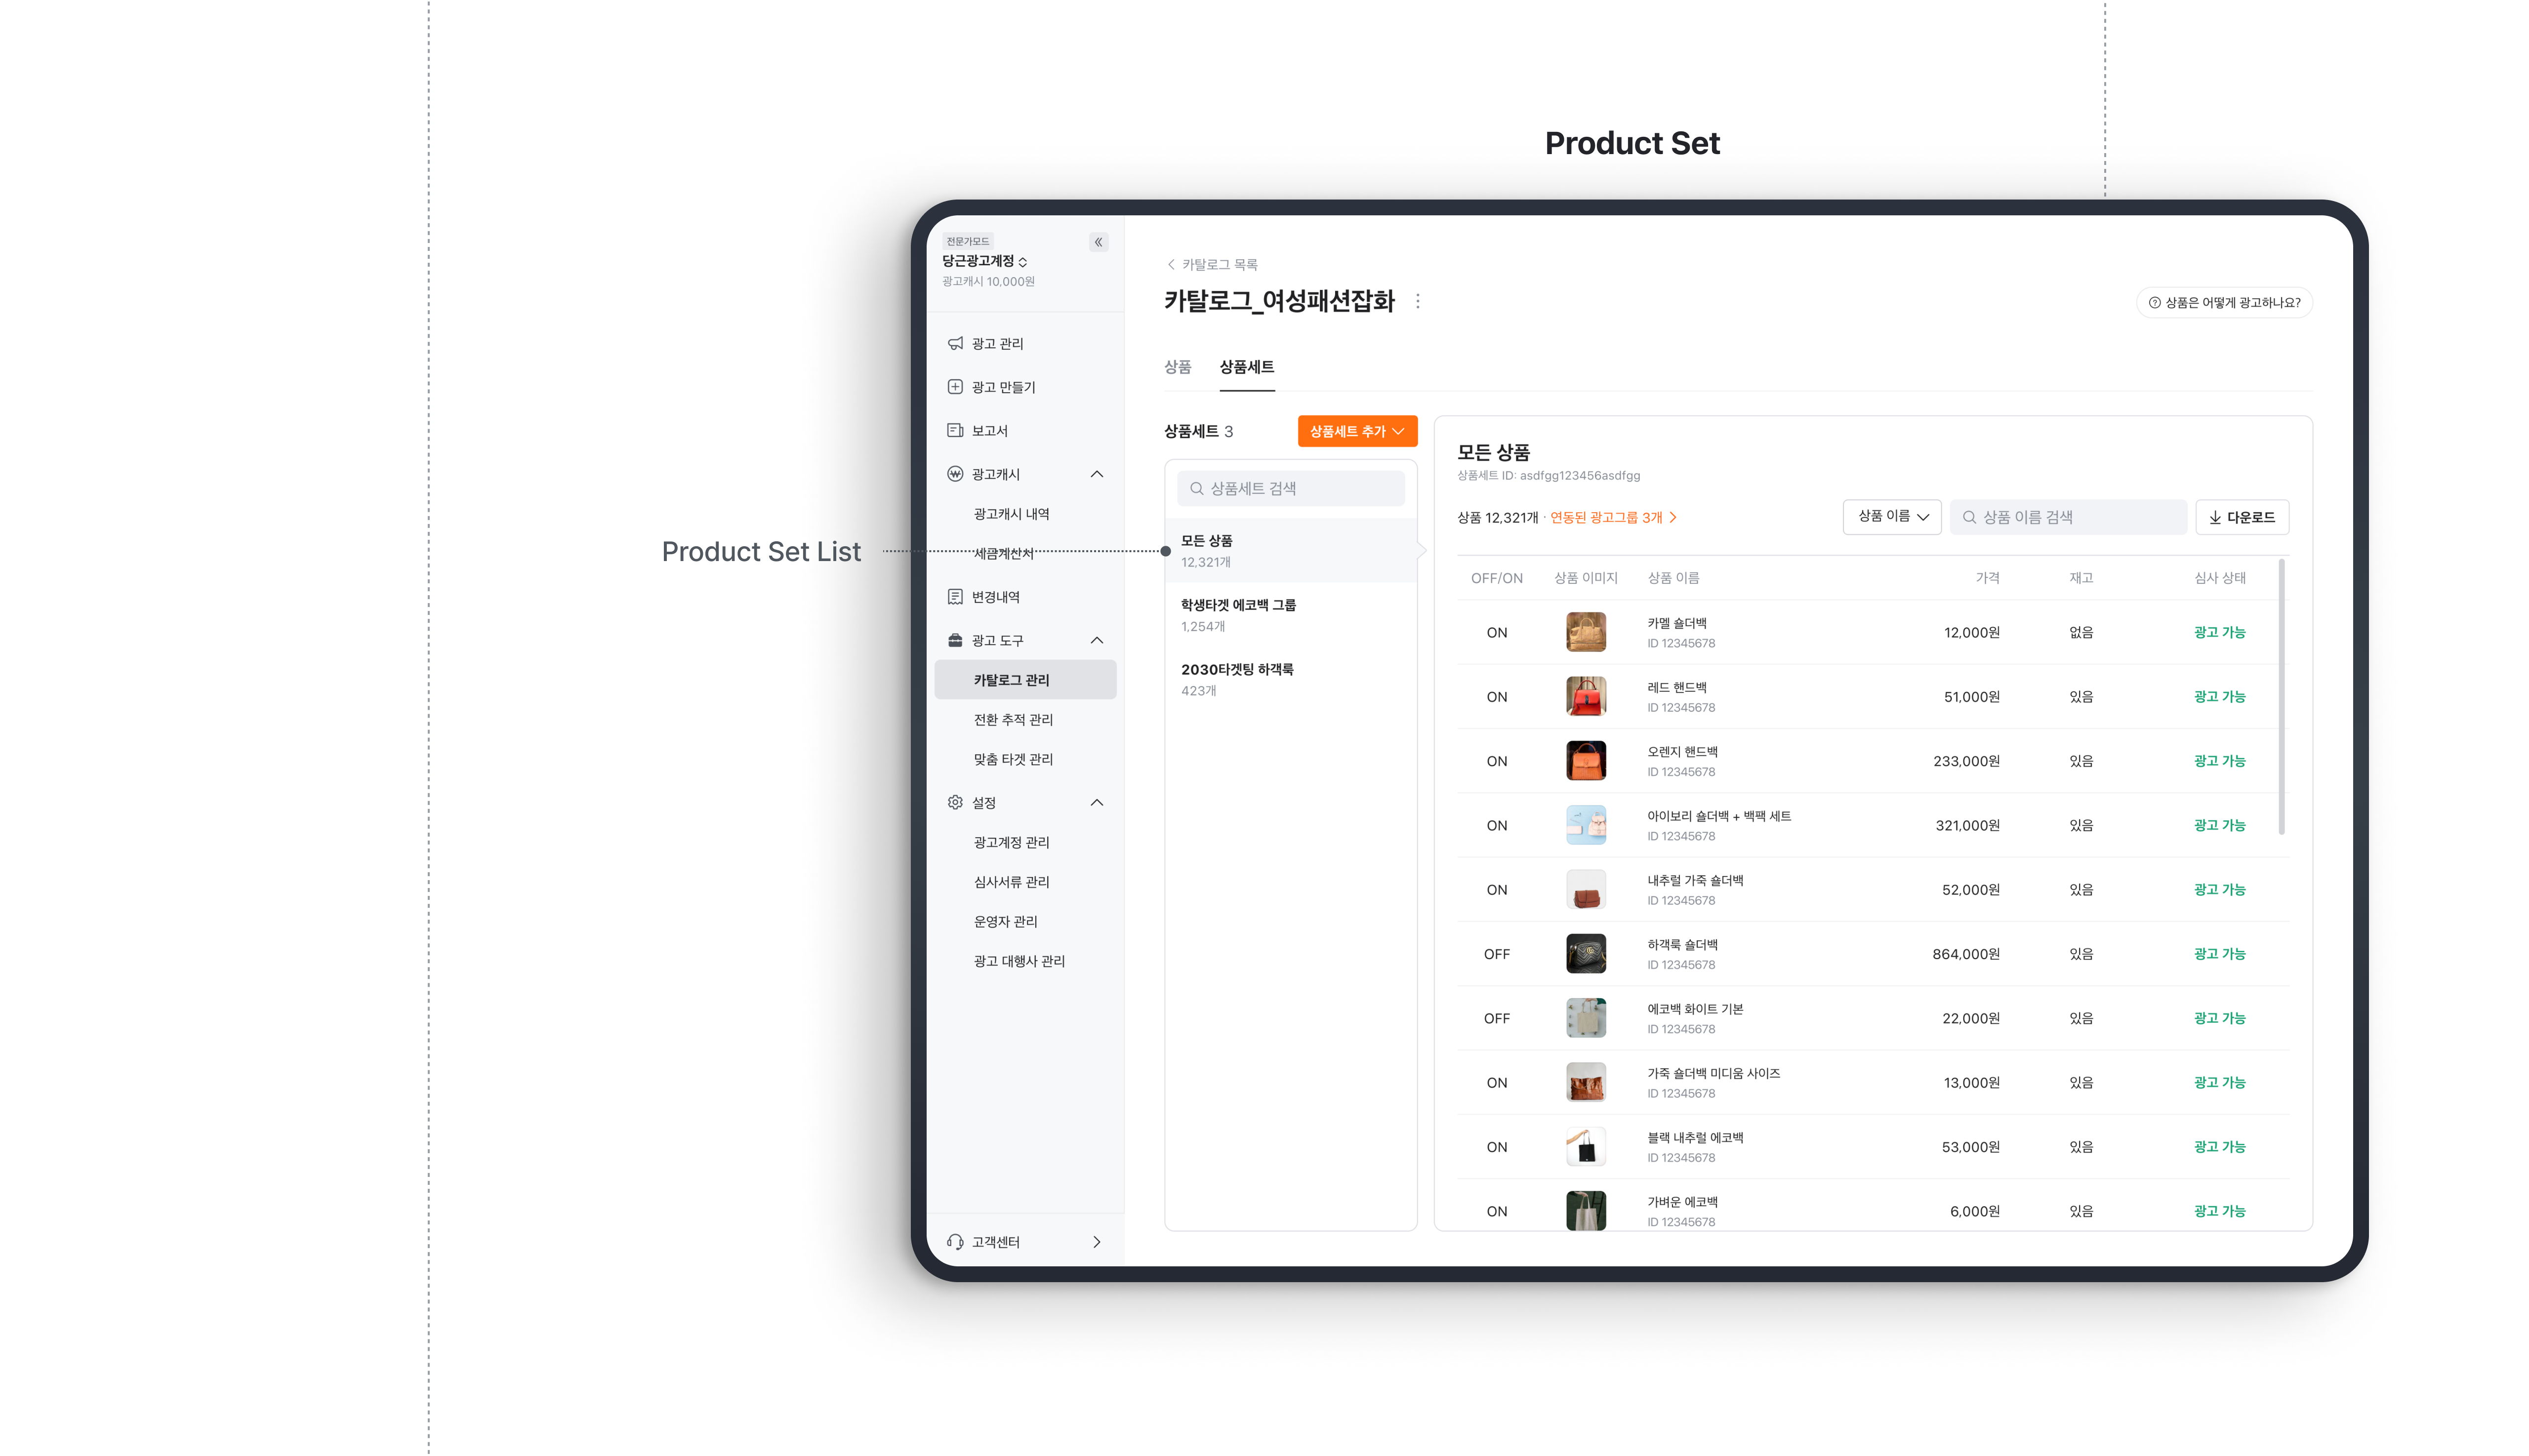 Product Set
Product Set List
전문가모드
당근광고계정
광고캐시 10,000원
광고 관리
광고 만들기
보고서
광고캐시
광고캐시 내역
세금계산서
변경내역
광고 도구
카탈로그 관리
전환 추적 관리
맞춤 타겟 관리
설정
광고계정 관리
심사서류 관리
운영자 관리
광고 대행사 관리
고객센터
카탈로그 목록
카탈로그_여성패션잡화
상품은 어떻게 광고하나요?
상품 상품세트
상품세트 3
상품세트 추가
상품세트 검색
모든 상품
12,321개
학생타겟 에코백 그룹
1,254개
2030타겟팅 하객룩
423개
모든 상품
상품세트 ID: asdfgg123456asdfgg
상품 12,321개 · 연동된 광고그룹 3개
상품 이름
상품 이름 검색
다운로드
OFF/ON 상품 이미지 상품 이름 가격 재고 심사 상태
ON 카멜 숄더백 12,000원 없음 광고 가능
ID 12345678
ON 레드 핸드백 51,000원 있음 광고 가능
ID 12345678
ON 오렌지 핸드백 233,000원 있음 광고 가능
ID 12345678
ON 아이보리 숄더백 + 백팩 세트 321,000원 있음 광고 가능
ID 12345678
ON 내추럴 가죽 숄더백 52,000원 있음 광고 가능
ID 12345678
OFF 하객룩 숄더백 864,000원 있음 광고 가능
ID 12345678
OFF 에코백 화이트 기본 22,000원 있음 광고 가능
ID 12345678
ON 가죽 숄더백 미디움 사이즈 13,000원 있음 광고 가능
ID 12345678
ON 블랙 내추럴 에코백 53,000원 있음 광고 가능
ID 12345678
ON 가벼운 에코백 6,000원 있음 광고 가능
ID 12345678